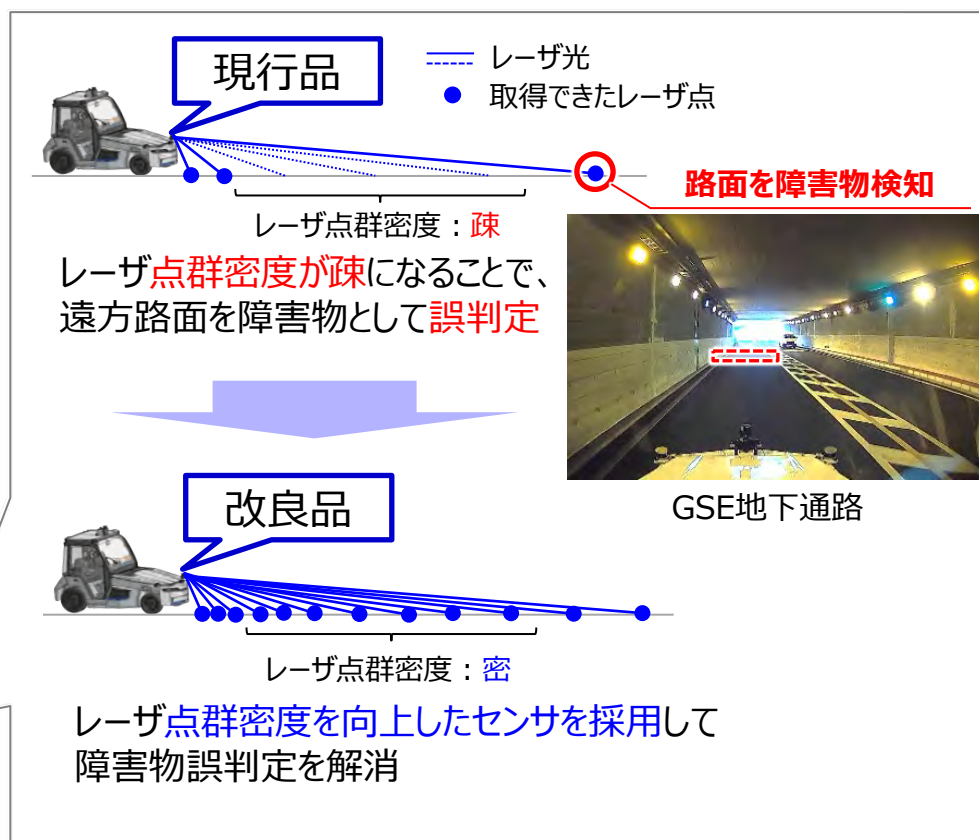 現行品
レーザ光
取得できたレーザ点
路面を障害物検知
レーザ点群密度：疎
レーザ点群密度が疎になることで、
遠方路面を障害物として誤判定
GSE地下通路
改良品
レーザ点群密度：密
レーザ点群密度を向上したセンサを採用して
障害物誤判定を解消